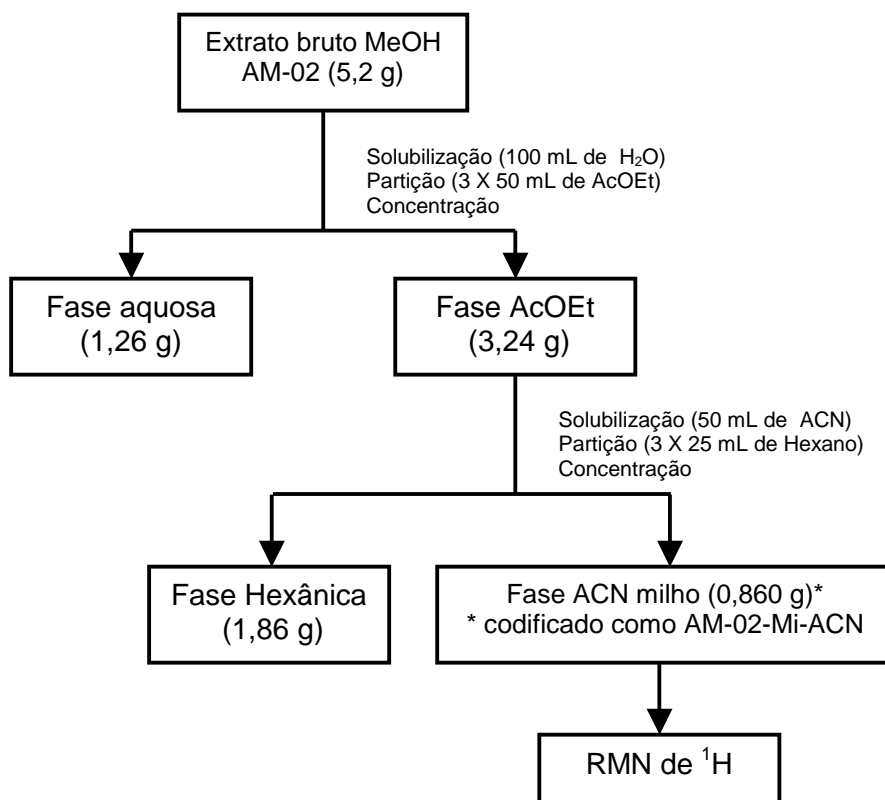 Extrato bruto MeOH
AM-02 (5,2 g)
Solubilização (100 mL de H₂O)
Partição (3 X 50 mL de AcOEt)
Concentração
Fase aquosa
(1,26 g)
Fase AcOEt
(3,24 g)
Solubilização (50 mL de ACN)
Partição (3 X 25 mL de Hexano)
Concentração
Fase Hexânica
(1,86 g)
Fase ACN milho (0,860 g)*
* codificado como AM-02-Mi-ACN
RMN de ¹H